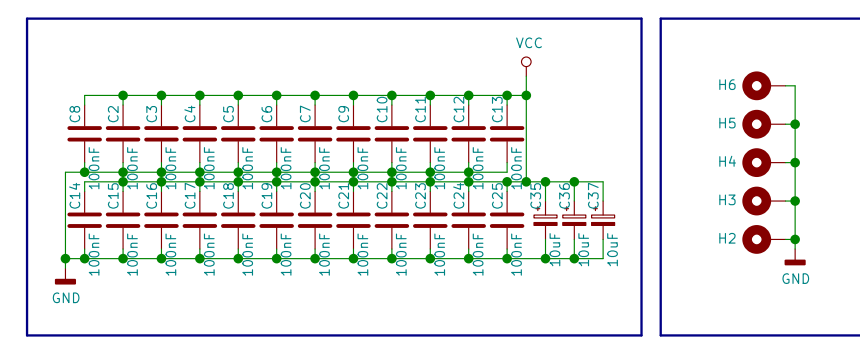 VCC
C8 C2 C3 C4 C5 C6 C7 C9 C10 C11 C12 C13
100nF 100nF 100nF 100nF 100nF 100nF 100nF 100nF 100nF 100nF 100nF 100nF
C14 C15 C16 C17 C18 C19 C20 C21 C22 C23 C24 C25 C35 C36 C37
100nF 100nF 100nF 100nF 100nF 100nF 100nF 100nF 100nF 100nF 100nF 100nF 10uF 10uF 10uF
GND
H6
H5
H4
H3
H2
GND